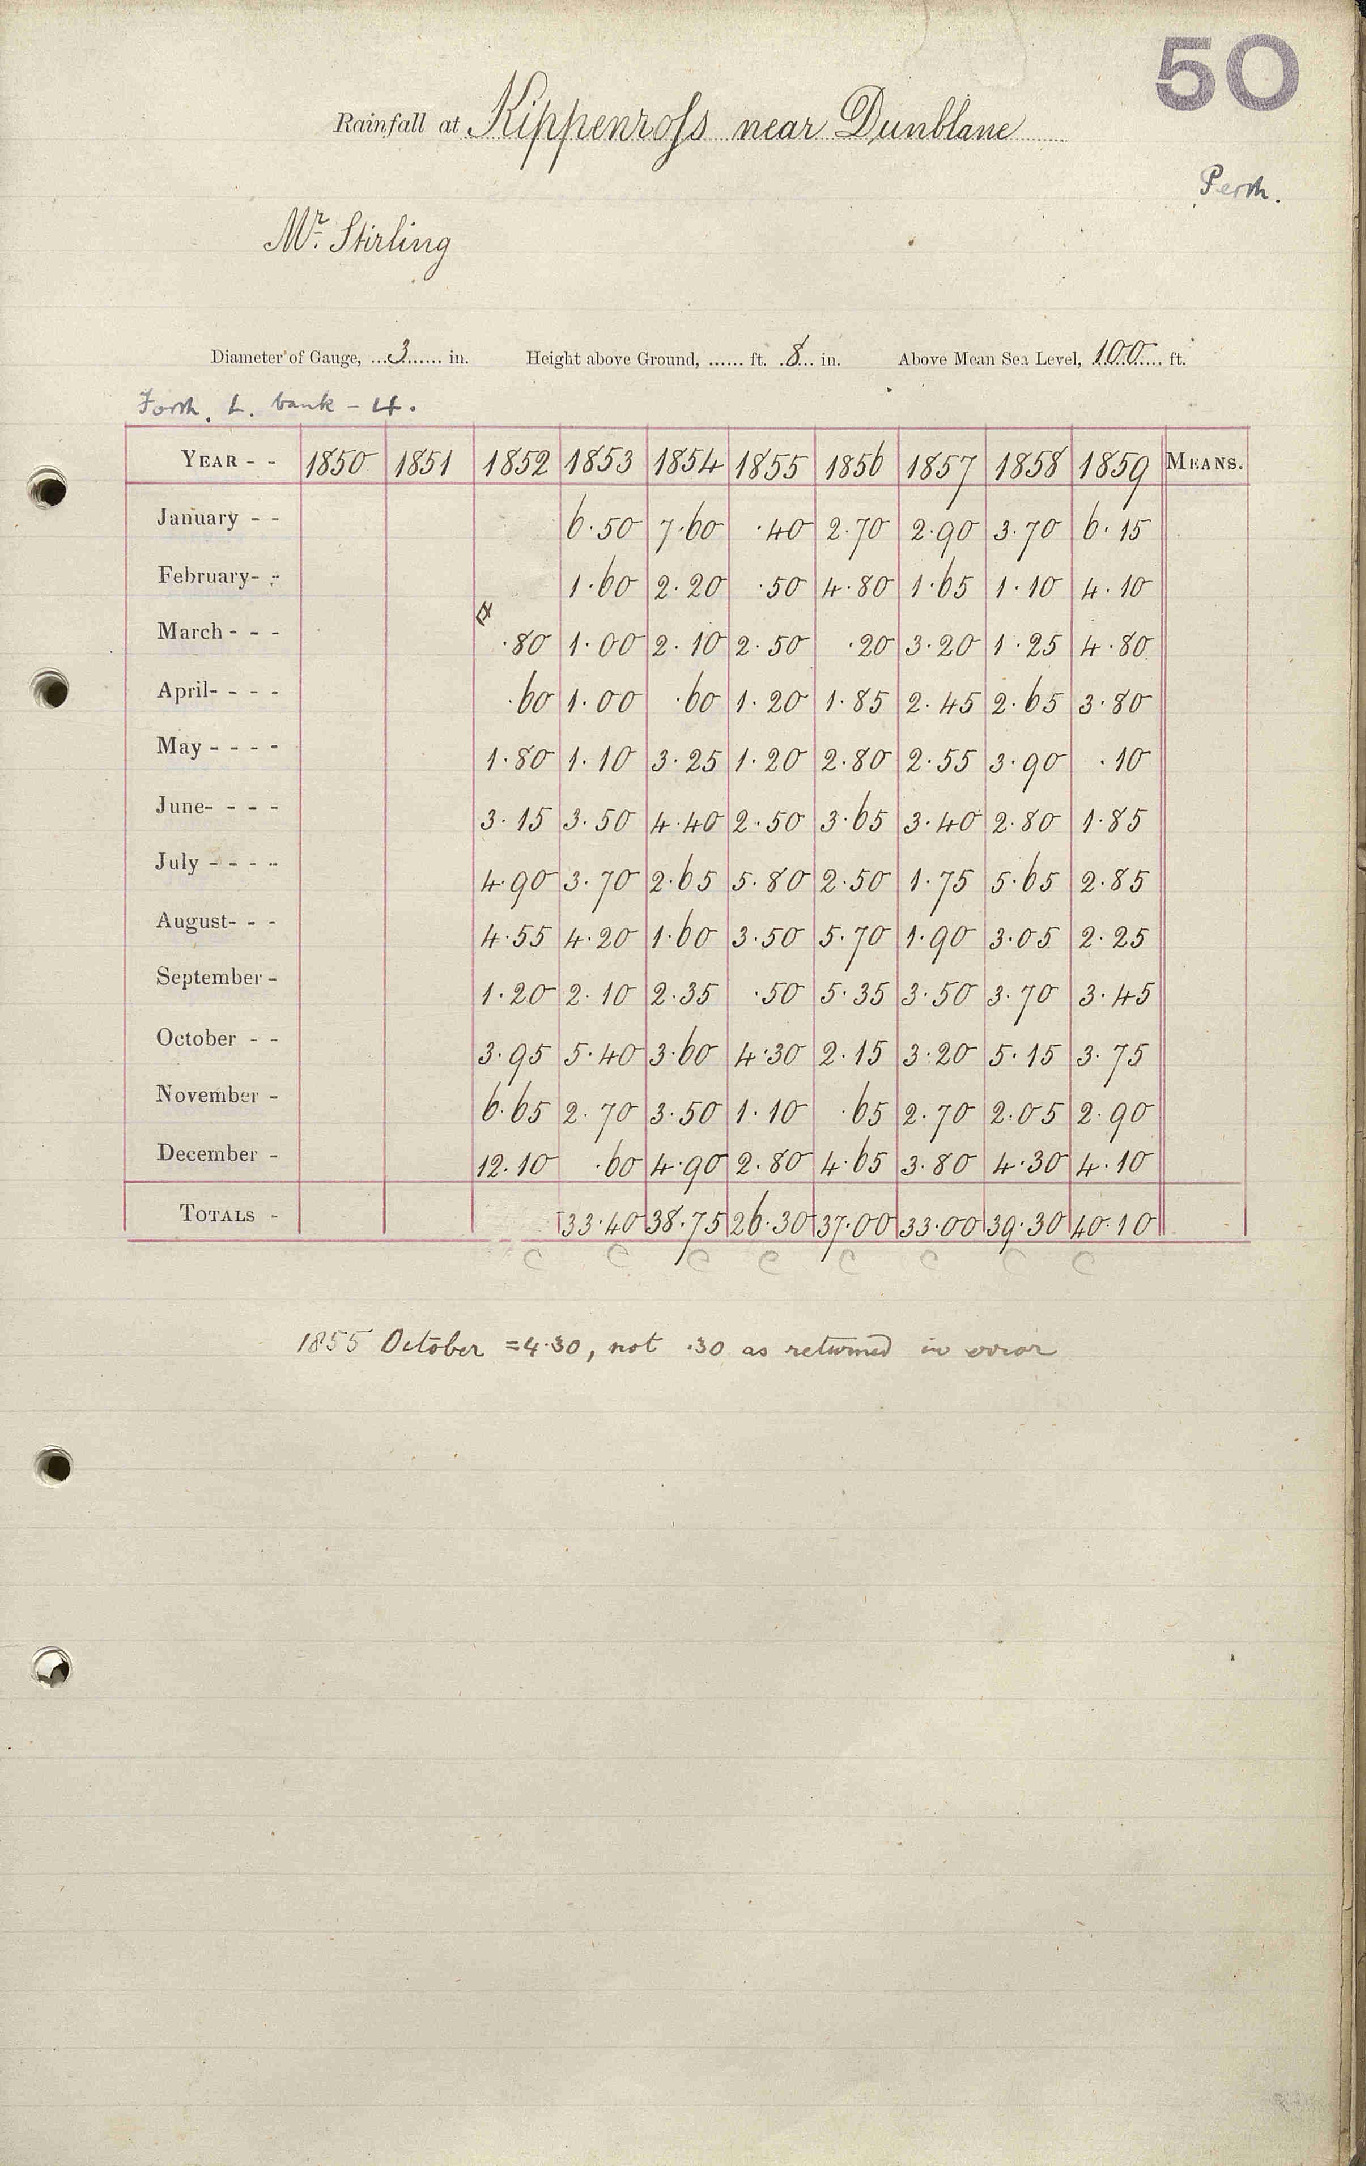 50
Rainfall at Kippenross near Dunblane
Perth.
Mr. Stirling
Diameter of Gauge, ...3...... in. Height above Ground, ...... ft. .8... in. Above Mean Sea Level, 100..... ft.
Forth. L. bank - 4.
YEAR - - 1850 1851 1852 1853 1854 1855 1856 1857 1858 1859 MEANS.
January - - 6.50 7.60 .40 2.70 2.90 3.70 6.15
February- - 1.60 2.20 .50 4.80 1.65 1.10 4.10
March - - - .80 1.00 2.10 2.50 .20 3.20 1.25 4.80
April- - - - .60 1.00 .60 1.20 1.85 2.45 2.65 3.80
May - - - - 1.80 1.10 3.25 1.20 2.80 2.55 3.90 .10
June- - - - 3.15 3.50 4.40 2.50 3.65 3.40 2.80 1.85
July - - - - 4.90 3.70 2.65 5.80 2.50 1.75 5.65 2.85
August- - - 4.55 4.20 1.60 3.50 5.70 1.90 3.05 2.25
September - 1.20 2.10 2.35 .50 5.35 3.50 3.70 3.45
October - - 3.95 5.40 3.60 4.30 2.15 3.20 5.15 3.75
November - 6.65 2.70 3.50 1.10 .65 2.70 2.05 2.90
December - 12.10 .60 4.90 2.80 4.65 3.80 4.30 4.10
TOTALS - 33.40 38.75 26.30 37.00 33.00 39.30 40.10
C C C C C C C C
1855 October = 4.30, not .30 as returned in error